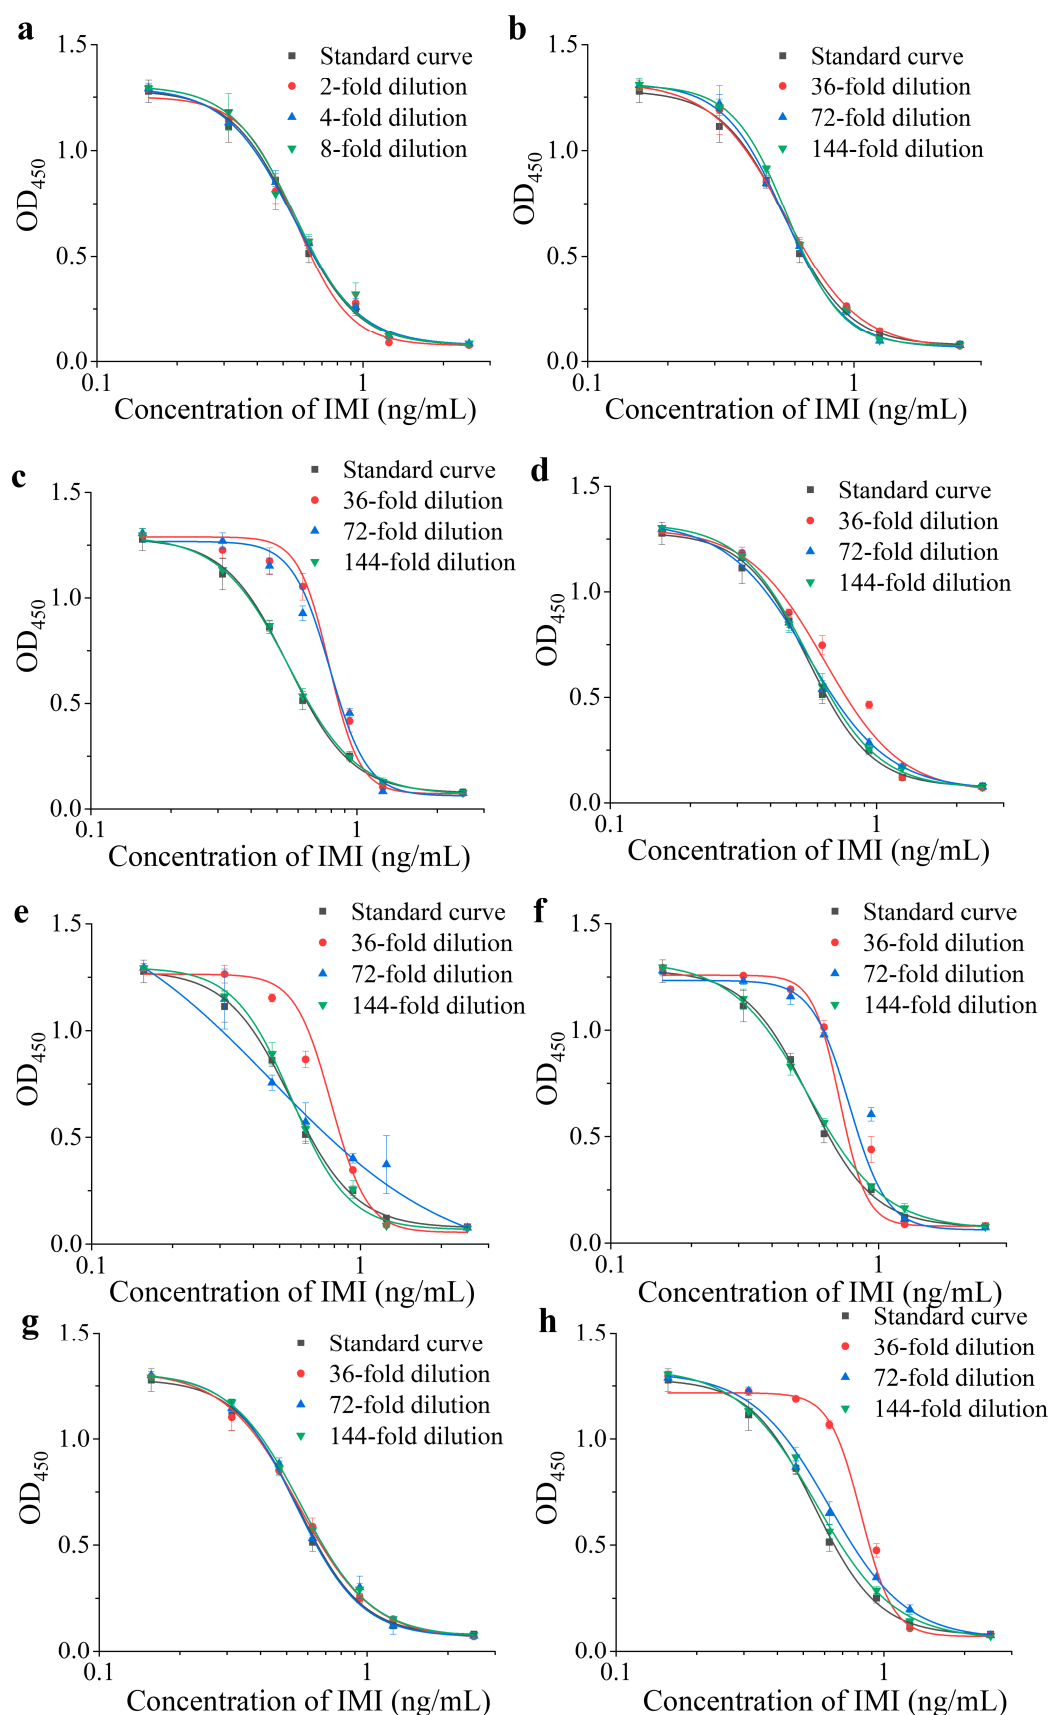 a
1.5
1.0
0.5
0.0
OD450
Standard curve
2-fold dilution
4-fold dilution
8-fold dilution
0.1
1
Concentration of IMI (ng/mL)
b
1.5
1.0
0.5
0.0
OD450
Standard curve
36-fold dilution
72-fold dilution
144-fold dilution
0.1
1
Concentration of IMI (ng/mL)
c
1.5
1.0
0.5
0.0
OD450
Standard curve
36-fold dilution
72-fold dilution
144-fold dilution
0.1
1
Concentration of IMI (ng/mL)
d
1.5
1.0
0.5
0.0
OD450
Standard curve
36-fold dilution
72-fold dilution
144-fold dilution
0.1
1
Concentration of IMI (ng/mL)
e
1.5
1.0
0.5
0.0
OD450
Standard curve
36-fold dilution
72-fold dilution
144-fold dilution
0.1
1
Concentration of IMI (ng/mL)
f
1.5
1.0
0.5
0.0
OD450
Standard curve
36-fold dilution
72-fold dilution
144-fold dilution
0.1
1
Concentration of IMI (ng/mL)
g
1.5
1.0
0.5
0.0
OD450
Standard curve
36-fold dilution
72-fold dilution
144-fold dilution
0.1
1
Concentration of IMI (ng/mL)
h
1.5
1.0
0.5
0.0
OD450
Standard curve
36-fold dilution
72-fold dilution
144-fold dilution
0.1
1
Concentration of IMI (ng/mL)